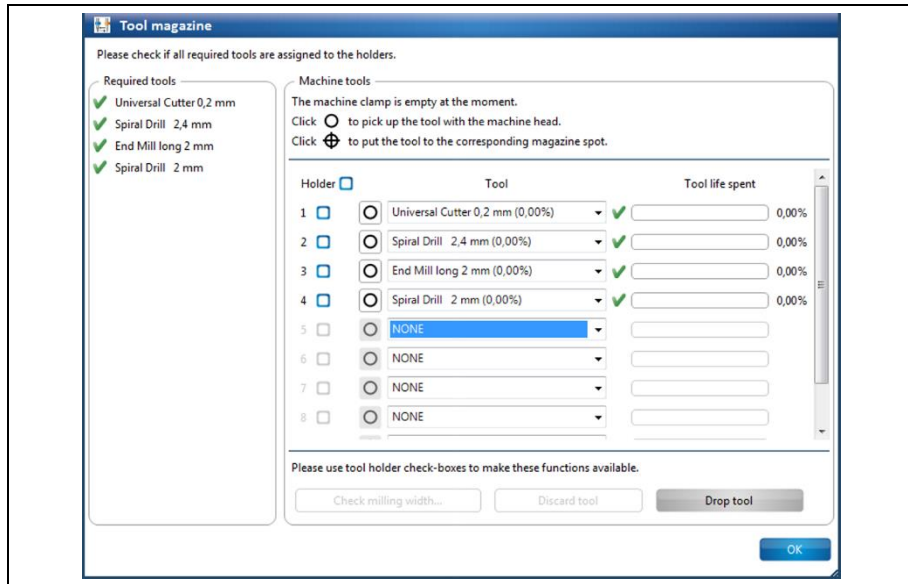 Tool magazine
Please check if all required tools are assigned to the holders.
Required tools
Universal Cutter 0,2 mm
Spiral Drill 2,4 mm
End Mill long 2 mm
Spiral Drill 2 mm
Machine tools
The machine clamp is empty at the moment.
Click to pick up the tool with the machine head.
Click to put the tool to the corresponding magazine spot.
Holder Tool Tool life spent
1 Universal Cutter 0,2 mm (0,00%) 0,00%
2 Spiral Drill 2,4 mm (0,00%) 0,00%
3 End Mill long 2 mm (0,00%) 0,00%
4 Spiral Drill 2 mm (0,00%) 0,00%
5 NONE
6 NONE
7 NONE
8 NONE
Please use tool holder check-boxes to make these functions available.
Check milling width... Discard tool Drop tool
OK